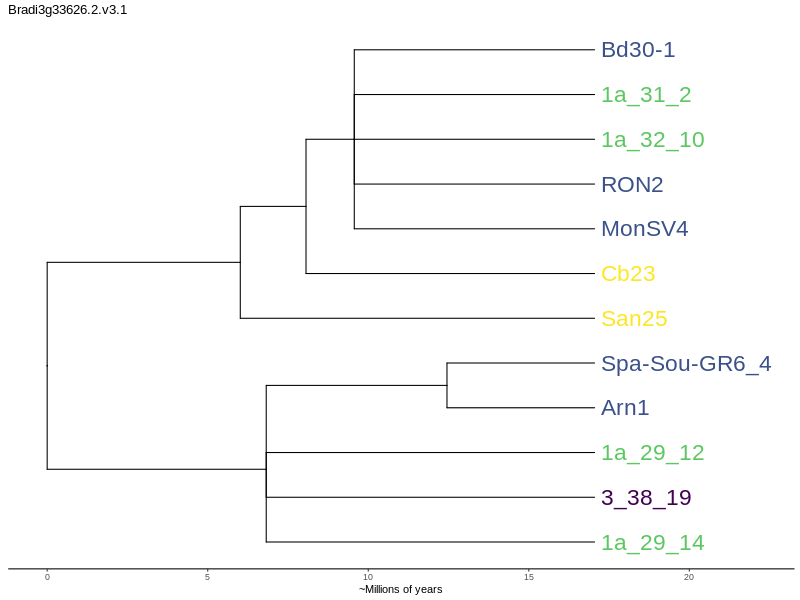 Bradi3g33626.2.v3.1
Bd30-1
1a_31_2
1a_32_10
RON2
MonSV4
Cb23
San25
Spa-Sou-GR6_4
Arn1
1a_29_12
3_38_19
1a_29_14
0 5 10 15 20
~Millions of years